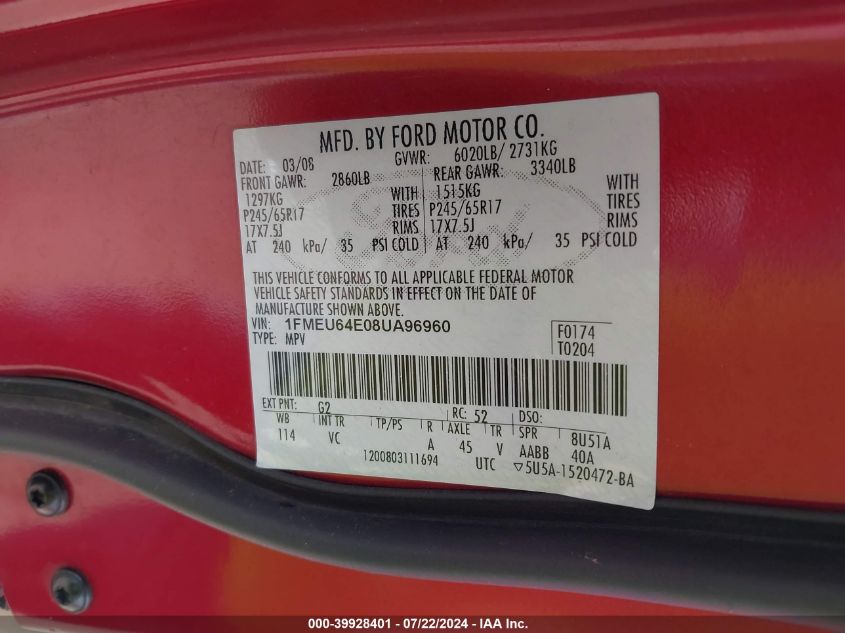 MFD. BY FORD MOTOR CO.
DATE: 03/08 GVWR: 6020LB/ 2731KG
FRONT GAWR: 2860LB REAR GAWR: 3340LB
1297KG WITH 1515KG WITH
P245/65R17 TIRES P245/65R17 TIRES
17X7.5J RIMS 17X7.5J RIMS
AT 240 kPa/ 35 PSI COLD AT 240 kPa/ 35 PSI COLD
THIS VEHICLE CONFORMS TO ALL APPLICABLE FEDERAL MOTOR
VEHICLE SAFETY STANDARDS IN EFFECT ON THE DATE OF
MANUFACTURE SHOWN ABOVE.
VIN: 1FMEU64E08UA96960 F0174
TYPE: MPV T0204
EXT PNT: G2 RC: 52 DSO:
WB INT TR TP/PS R AXLE TR SPR 8U51A
114 VC A 45 V AABB 40A
1200803111694 UTC ▽5U5A-1520472-BA
000-39928401 / 07/22/2024 - IAA Inc.